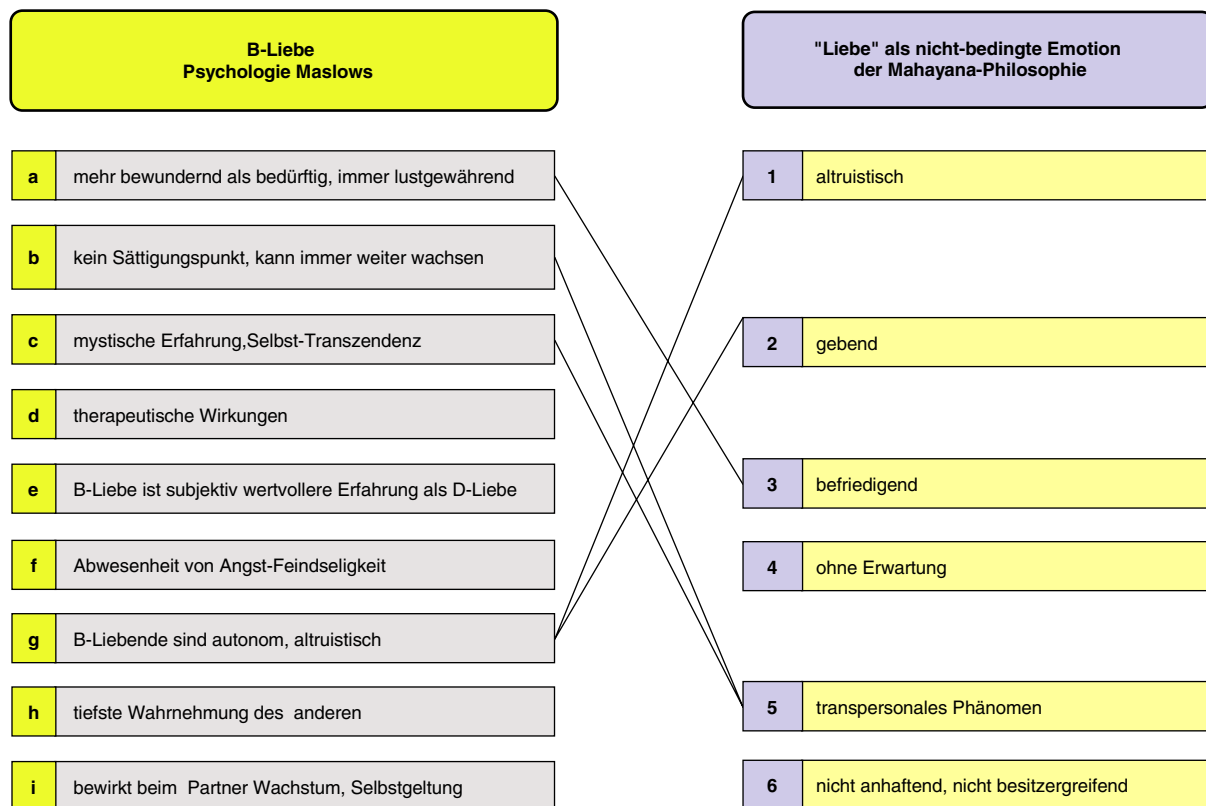 B-Liebe
Psychologie Maslows
a mehr bewundernd als bedürftig, immer lustgewährend
b kein Sättigungspunkt, kann immer weiter wachsen
c mystische Erfahrung,Selbst-Transzendenz
d therapeutische Wirkungen
e B-Liebe ist subjektiv wertvollere Erfahrung als D-Liebe
f Abwesenheit von Angst-Feindseligkeit
g B-Liebende sind autonom, altruistisch
h tiefste Wahrnehmung des anderen
i bewirkt beim Partner Wachstum, Selbstgeltung
"Liebe" als nicht-bedingte Emotion
der Mahayana-Philosophie
1 altruistisch
2 gebend
3 befriedigend
4 ohne Erwartung
5 transpersonales Phänomen
6 nicht anhaftend, nicht besitzergreifend